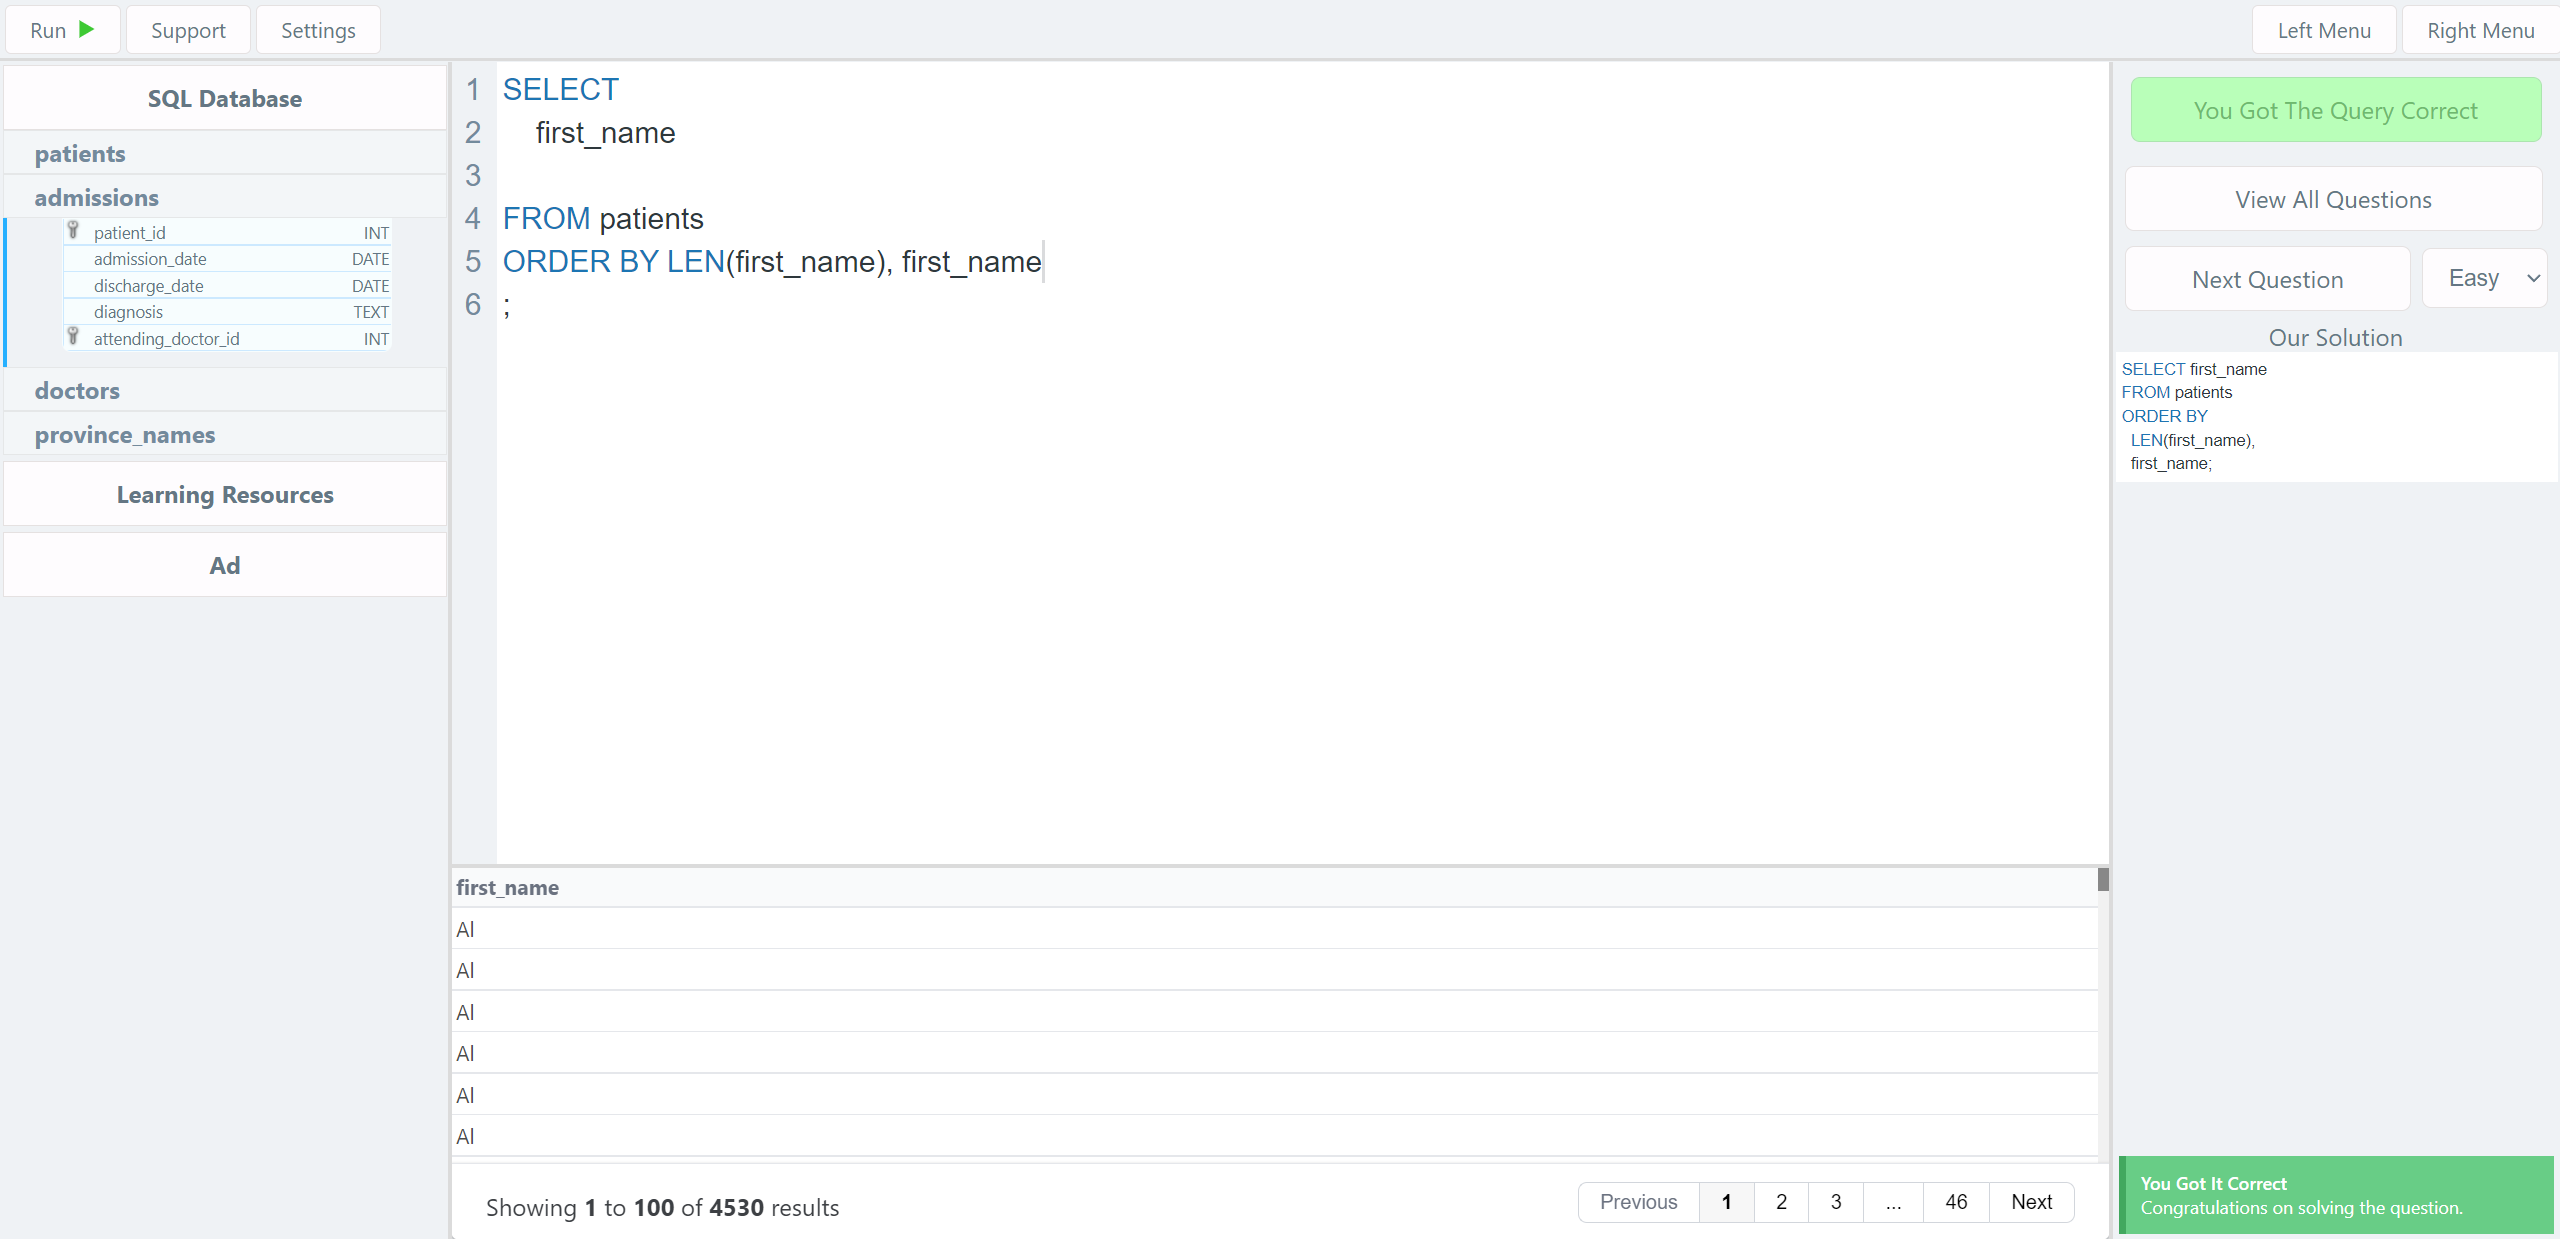 Run Support Settings Left Menu Right Menu
SQL Database
patients
admissions
patient_id INT
admission_date DATE
discharge_date DATE
diagnosis TEXT
attending_doctor_id INT
doctors
province_names
Learning Resources
Ad
1 SELECT
2 first_name
3
4 FROM patients
5 ORDER BY LEN(first_name), first_name
6 ;
first_name
Al
Al
Al
Al
Al
Al
Showing 1 to 100 of 4530 results
Previous 1 2 3 ... 46 Next
You Got The Query Correct
View All Questions
Next Question Easy
Our Solution
SELECT first_name
FROM patients
ORDER BY
LEN(first_name),
first_name;
You Got It Correct
Congratulations on solving the question.